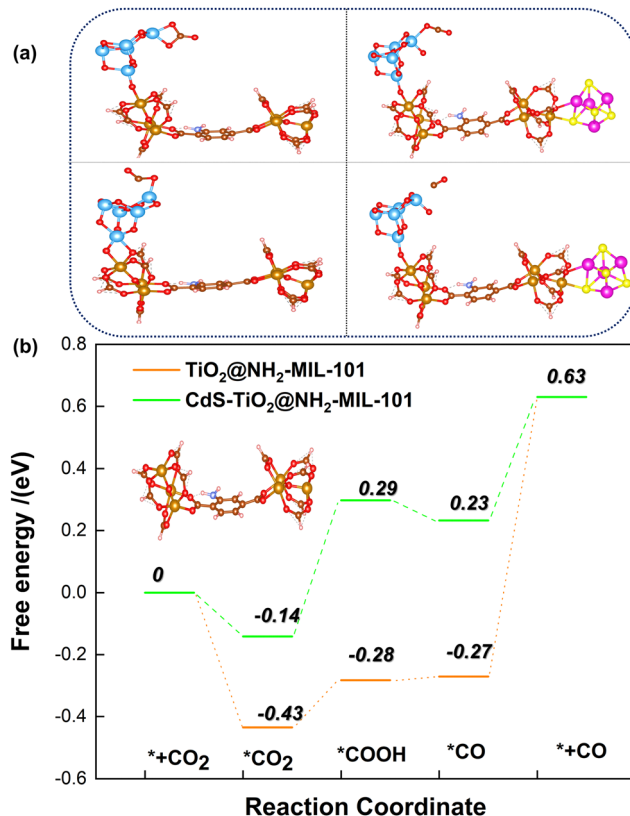 (a)
(b)
0.8
0.6
0.4
0.2
0.0
-0.2
-0.4
-0.6
Free energy /(eV)
TiO₂@NH₂-MIL-101
CdS-TiO₂@NH₂-MIL-101
0.63
0.29
0.23
0
-0.14
-0.28
-0.27
-0.43
*+CO₂ *CO₂ *COOH *CO *+CO
Reaction Coordinate